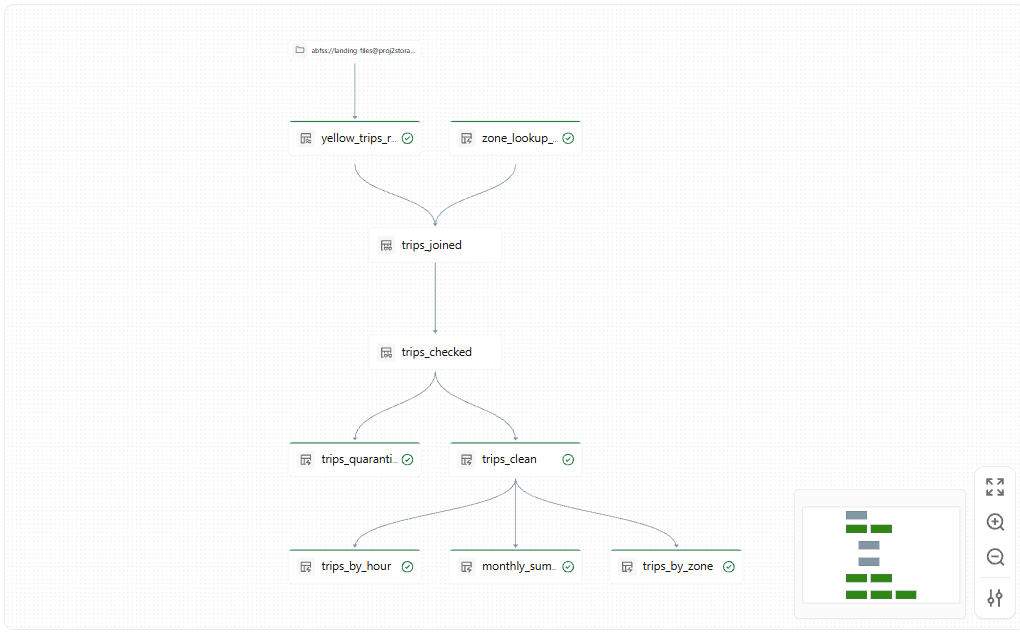 abfss://landing-files@proj2stora...
yellow_trips_r...
zone_lookup_...
trips_joined
trips_checked
trips_quaranti...
trips_clean
trips_by_hour
monthly_sum...
trips_by_zone